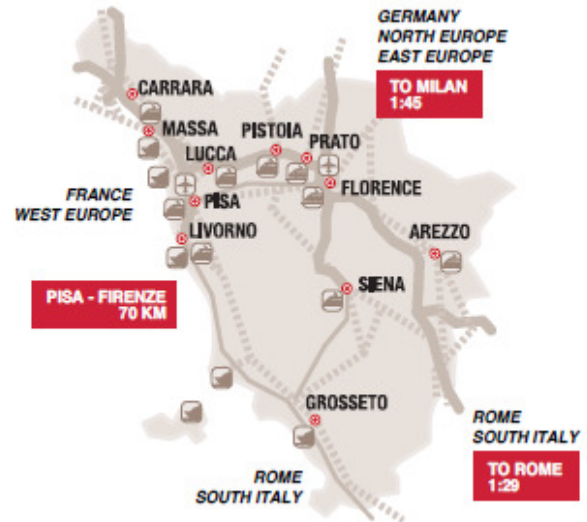 GERMANY
NORTH EUROPE
EAST EUROPE
TO MILAN
1:45
CARRARA
MASSA
PISTOIA
PRATO
LUCCA
FLORENCE
FRANCE
WEST EUROPE
PISA
LIVORNO
AREZZO
PISA - FIRENZE
70 KM
SIENA
GROSSETO
ROME
SOUTH ITALY
TO ROME
1:29
ROME
SOUTH ITALY